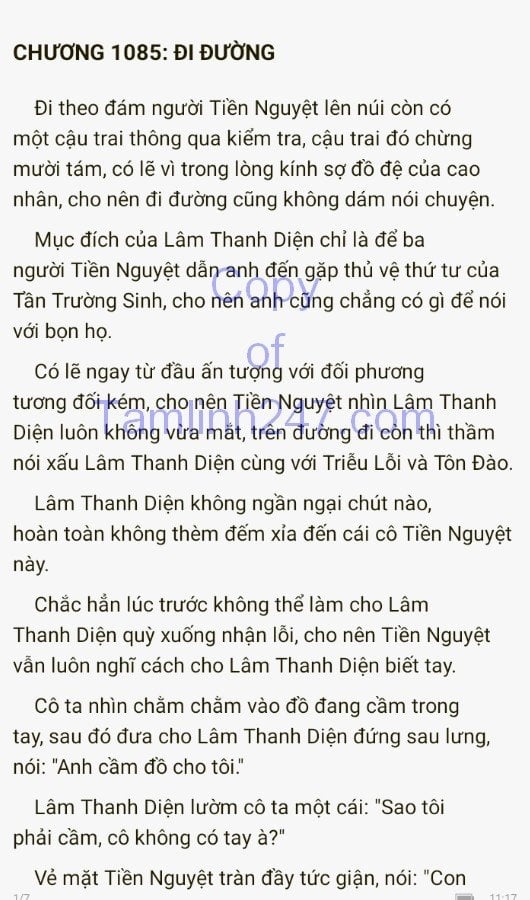 CHƯƠNG 1085: ĐI ĐƯỜNG
Đi theo đám người Tiền Nguyệt lên núi còn có
một cậu trai thông qua kiểm tra, cậu trai đó chừng
mười tám, có lẽ vì trong lòng kính sợ đồ đệ của cao
nhân, cho nên đi đường cũng không dám nói chuyện.
Mục đích của Lâm Thanh Diện chỉ là để ba
người Tiền Nguyệt dẫn anh đến gặp thủ vệ thứ tư của
Tần Trường Sinh, cho nên anh cũng chẳng có gì để nói
với bọn họ.
Có lẽ ngay từ đầu ấn tượng với đối phương
tương đối kém, cho nên Tiền Nguyệt nhìn Lâm Thanh
Diện luôn không vừa mắt, trên đường đi còn thì thầm
nói xấu Lâm Thanh Diện cùng với Triễu Lỗi và Tôn Đào.
Lâm Thanh Diện không ngần ngại chút nào,
hoàn toàn không thèm đếm xỉa đến cái cô Tiền Nguyệt
này.
Chắc hẳn lúc trước không thể làm cho Lâm
Thanh Diện quỳ xuống nhận lỗi, cho nên Tiền Nguyệt
vẫn luôn nghĩ cách cho Lâm Thanh Diện biết tay.
Cô ta nhìn chằm chằm vào đồ đang cầm trong
tay, sau đó đưa cho Lâm Thanh Diện đứng sau lưng,
nói: "Anh cầm đồ cho tôi."
Lâm Thanh Diện lườm cô ta một cái: "Sao tôi
phải cầm, cô không có tay à?"
Vẻ mặt Tiền Nguyệt tràn đầy tức giận, nói: "Con
Copy
of
Tamlinh247.com
1/7 11:17